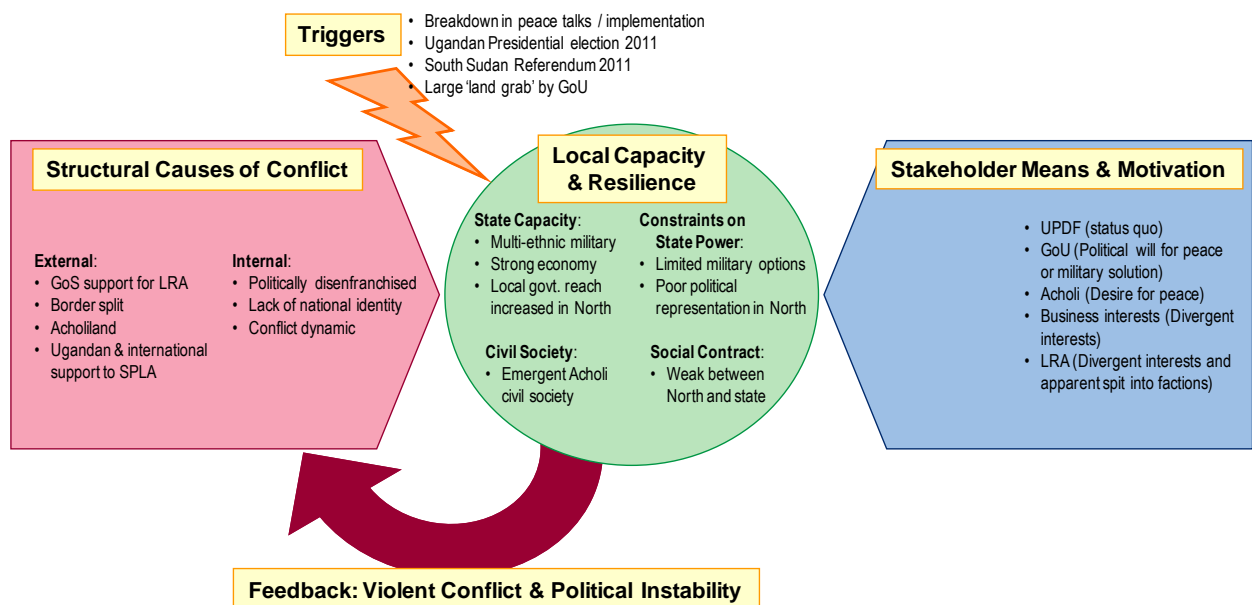 Triggers
• Breakdown in peace talks / implementation
• Ugandan Presidential election 2011
• South Sudan Referendum 2011
• Large ‘land grab’ by GoU
Structural Causes of Conflict
External:
• GoS support for LRA
• Border split
• Acholiland
• Ugandan & international
support to SPLA
Internal:
• Politically disenfranchised
• Lack of national identity
• Conflict dynamic
Local Capacity
& Resilience
State Capacity:
• Multi-ethnic military
• Strong economy
• Local govt. reach
increased in North
Constraints on
State Power:
• Limited military options
• Poor political
representation in North
Civil Society:
• Emergent Acholi
civil society
Social Contract:
• Weak between
North and state
Stakeholder Means & Motivation
• UPDF (status quo)
• GoU (Political will for peace
or military solution)
• Acholi (Desire for peace)
• Business interests (Divergent
interests)
• LRA (Divergent interests and
apparent spit into factions)
Feedback: Violent Conflict & Political Instability